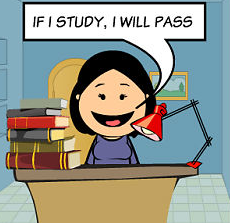 IF I STUDY, I WILL PASS